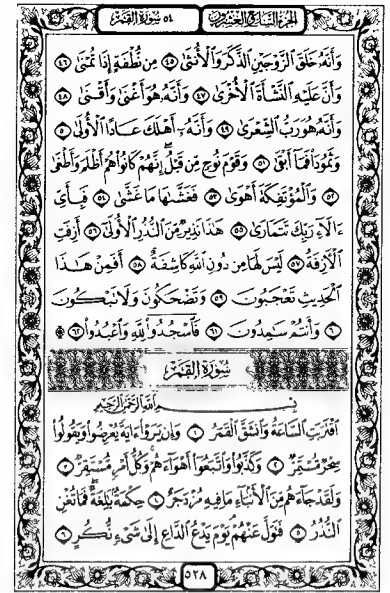 الجزء السابع والعشرون ٥٤ سورة القمر
وَأَنَّهُۥ خَلَقَ ٱلزَّوْجَيْنِ ٱلذَّكَرَ وَٱلْأُنثَىٰ ٤٥ مِن نُّطْفَةٍ إِذَا تُمْنَىٰ ٤٦
وَأَنَّ عَلَيْهِ ٱلنَّشْأَةَ ٱلْأُخْرَىٰ ٤٧ وَأَنَّهُۥ هُوَ أَغْنَىٰ وَأَقْنَىٰ ٤٨
وَأَنَّهُۥ هُوَ رَبُّ ٱلشِّعْرَىٰ ٤٩ وَأَنَّهُۥٓ أَهْلَكَ عَادًا ٱلْأُولَىٰ ٥٠
وَثَمُودَا۟ فَمَآ أَبْقَىٰ ٥١ وَقَوْمَ نُوحٍ مِّن قَبْلُ إِنَّهُمْ كَانُوا۟ هُمْ أَظْلَمَ وَأَطْغَىٰ
٥٢ وَٱلْمُؤْتَفِكَةَ أَهْوَىٰ ٥٣ فَغَشَّىٰهَا مَا غَشَّىٰ ٥٤ فَبِأَىِّ
ءَالَآءِ رَبِّكَ تَتَمَارَىٰ ٥٥ هَٰذَا نَذِيرٌ مِّنَ ٱلنُّذُرِ ٱلْأُولَىٰٓ ٥٦ أَزِفَتِ
ٱلْءَازِفَةُ ٥٧ لَيْسَ لَهَا مِن دُونِ ٱللَّهِ كَاشِفَةٌ ٥٨ أَفَمِنْ هَٰذَا
ٱلْحَدِيثِ تَعْجَبُونَ ٥٩ وَتَضْحَكُونَ وَلَا تَبْكُونَ
٦٠ وَأَنتُمْ سَٰمِدُونَ ٦١ فَٱسْجُدُوا۟ لِلَّهِ وَٱعْبُدُوا۟ ٦٢
سُورَةُ القَمَرِ
بِسْمِ ٱللَّهِ ٱلرَّحْمَٰنِ ٱلرَّحِيمِ
ٱقْتَرَبَتِ ٱلسَّاعَةُ وَٱنشَقَّ ٱلْقَمَرُ ١ وَإِن يَرَوْا۟ ءَايَةً يُعْرِضُوا۟ وَيَقُولُوا۟
سِحْرٌ مُّسْتَمِرٌّ ٢ وَكَذَّبُوا۟ وَٱتَّبَعُوٓا۟ أَهْوَآءَهُمْ وَكُلُّ أَمْرٍ مُّسْتَقِرٌّ ٣
وَلَقَدْ جَآءَهُم مِّنَ ٱلْأَنۢبَآءِ مَا فِيهِ مُزْدَجَرٌ ٤ حِكْمَةٌۢ بَٰلِغَةٌ فَمَا تُغْنِ
ٱلنُّذُرُ ٥ فَتَوَلَّ عَنْهُمْ يَوْمَ يَدْعُ ٱلدَّاعِ إِلَىٰ شَىْءٍ نُّكُرٍ ٦
٥٢٨